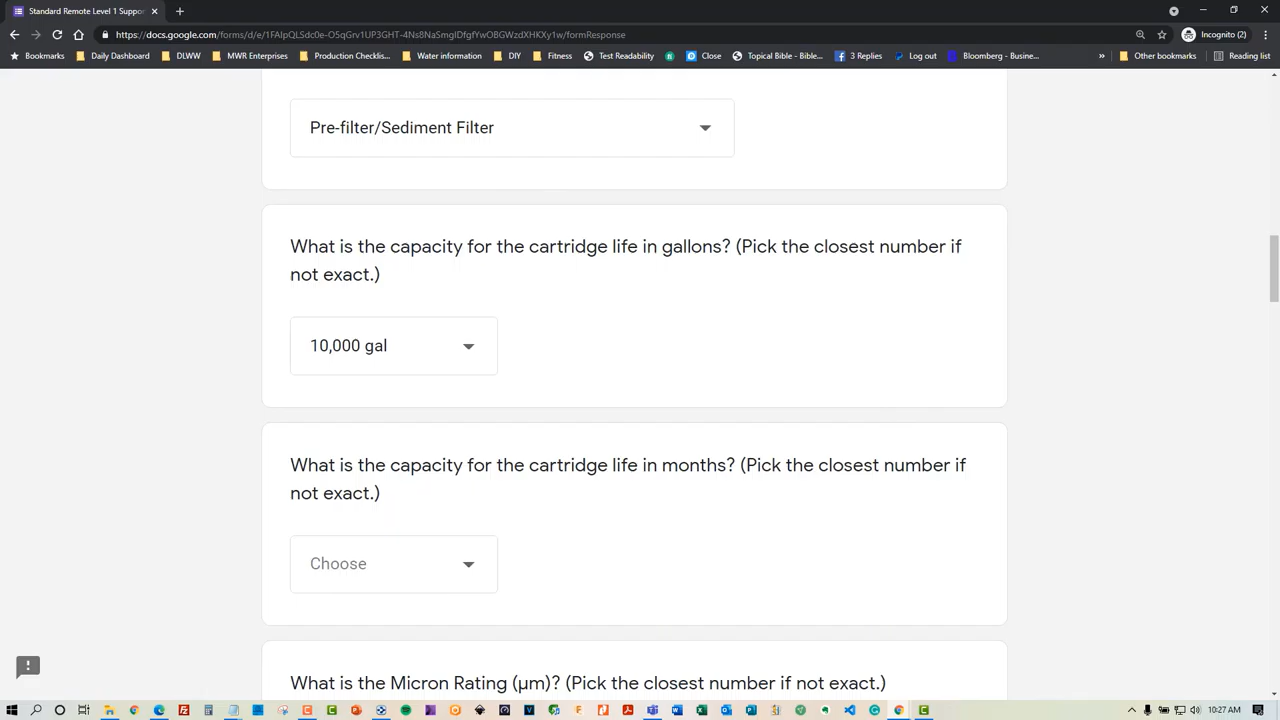 Standard Remote Level 1 Suppor
https://docs.google.com/forms/d/e/1FAIpQLSdc0e-OSqGrv1UP3GHT-4Ns8NaSmgIDfgfYwOBGWzdXHKXy1w/formResponse
Incognito (2)
Bookmarks
Daily Dashboard
DLWW
MWR Enterprises
Production Checklis...
Water information
DIY
Fitness
Test Readability
Close
Topical Bible - Bible...
3 Replies
Log out
Bloomberg - Busine...
»
Other bookmarks
Reading list
Pre-filter/Sediment Filter
What is the capacity for the cartridge life in gallons? (Pick the closest number if
not exact.)
10,000 gal
What is the capacity for the cartridge life in months? (Pick the closest number if
not exact.)
Choose
What is the Micron Rating (μm)? (Pick the closest number if not exact.)
10:27 AM